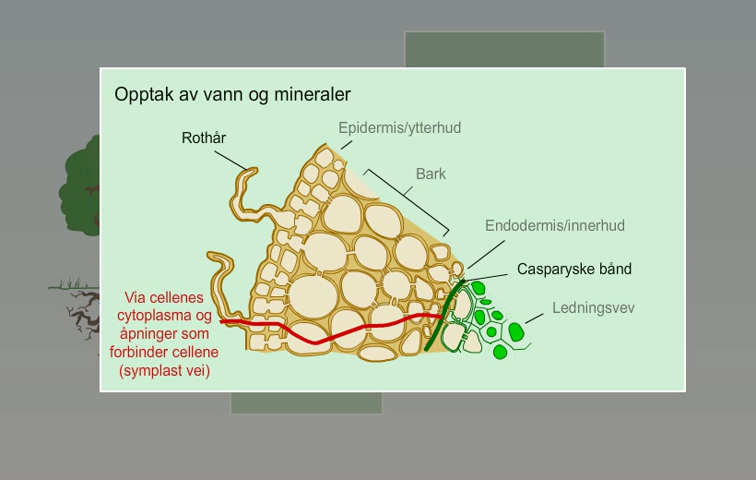 Opptak av vann og mineraler
Epidermis/ytterhud
Rothår
Bark
Endodermis/innerhud
Casparyske bånd
Ledningsvev
Via cellenes
cytoplasma og
åpninger som
forbinder cellene
(symplast vei)